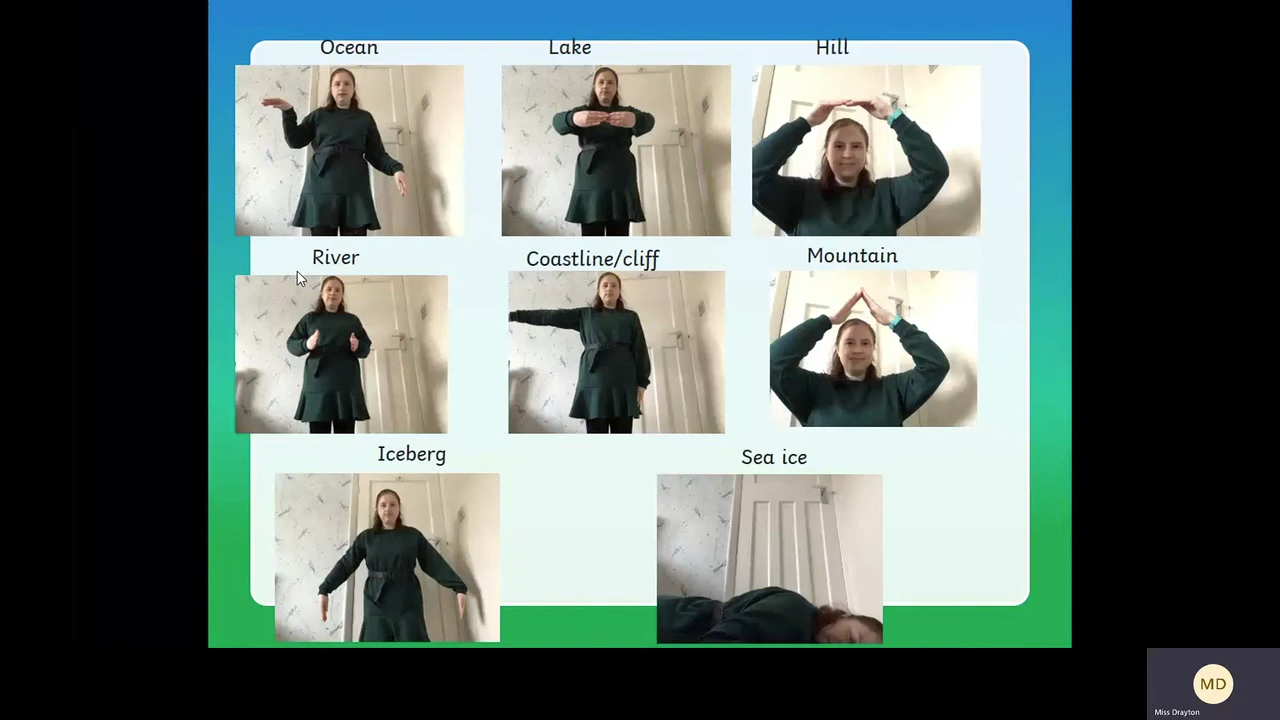 Ocean
Lake
Hill
River
Coastline/cliff
Mountain
Iceberg
Sea ice
MD
Miss Drayton